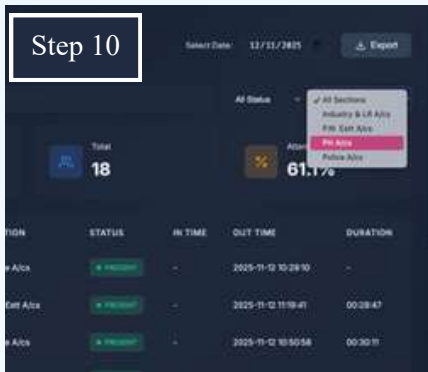 Step 10
Select Date: 12/11/2025 Export
All Status
✓ All Sections
Industry & LR A/cs
P.W. Estt A/cs
PH A/cs
Police A/cs
Total
18
%
61.1%
STATUS IN TIME OUT TIME DURATION
PRESENT - 2025-11-12 10:28:10 -
Estt A/cs PRESENT - 2025-11-12 11:19:41 00:28:47
PRESENT - 2025-11-12 10:50:58 00:30:11